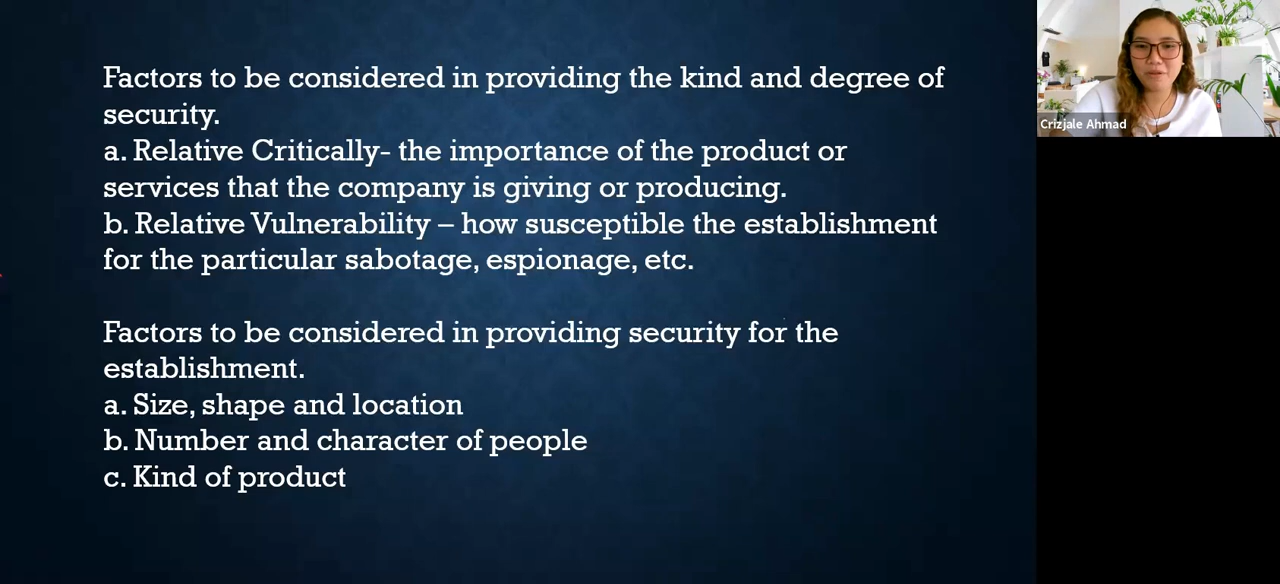 Factors to be considered in providing the kind and degree of
security.
a. Relative Critically- the importance of the product or
services that the company is giving or producing.
b. Relative Vulnerability – how susceptible the establishment
for the particular sabotage, espionage, etc.
Factors to be considered in providing security for the
establishment.
a. Size, shape and location
b. Number and character of people
c. Kind of product
Crizjale Ahmad